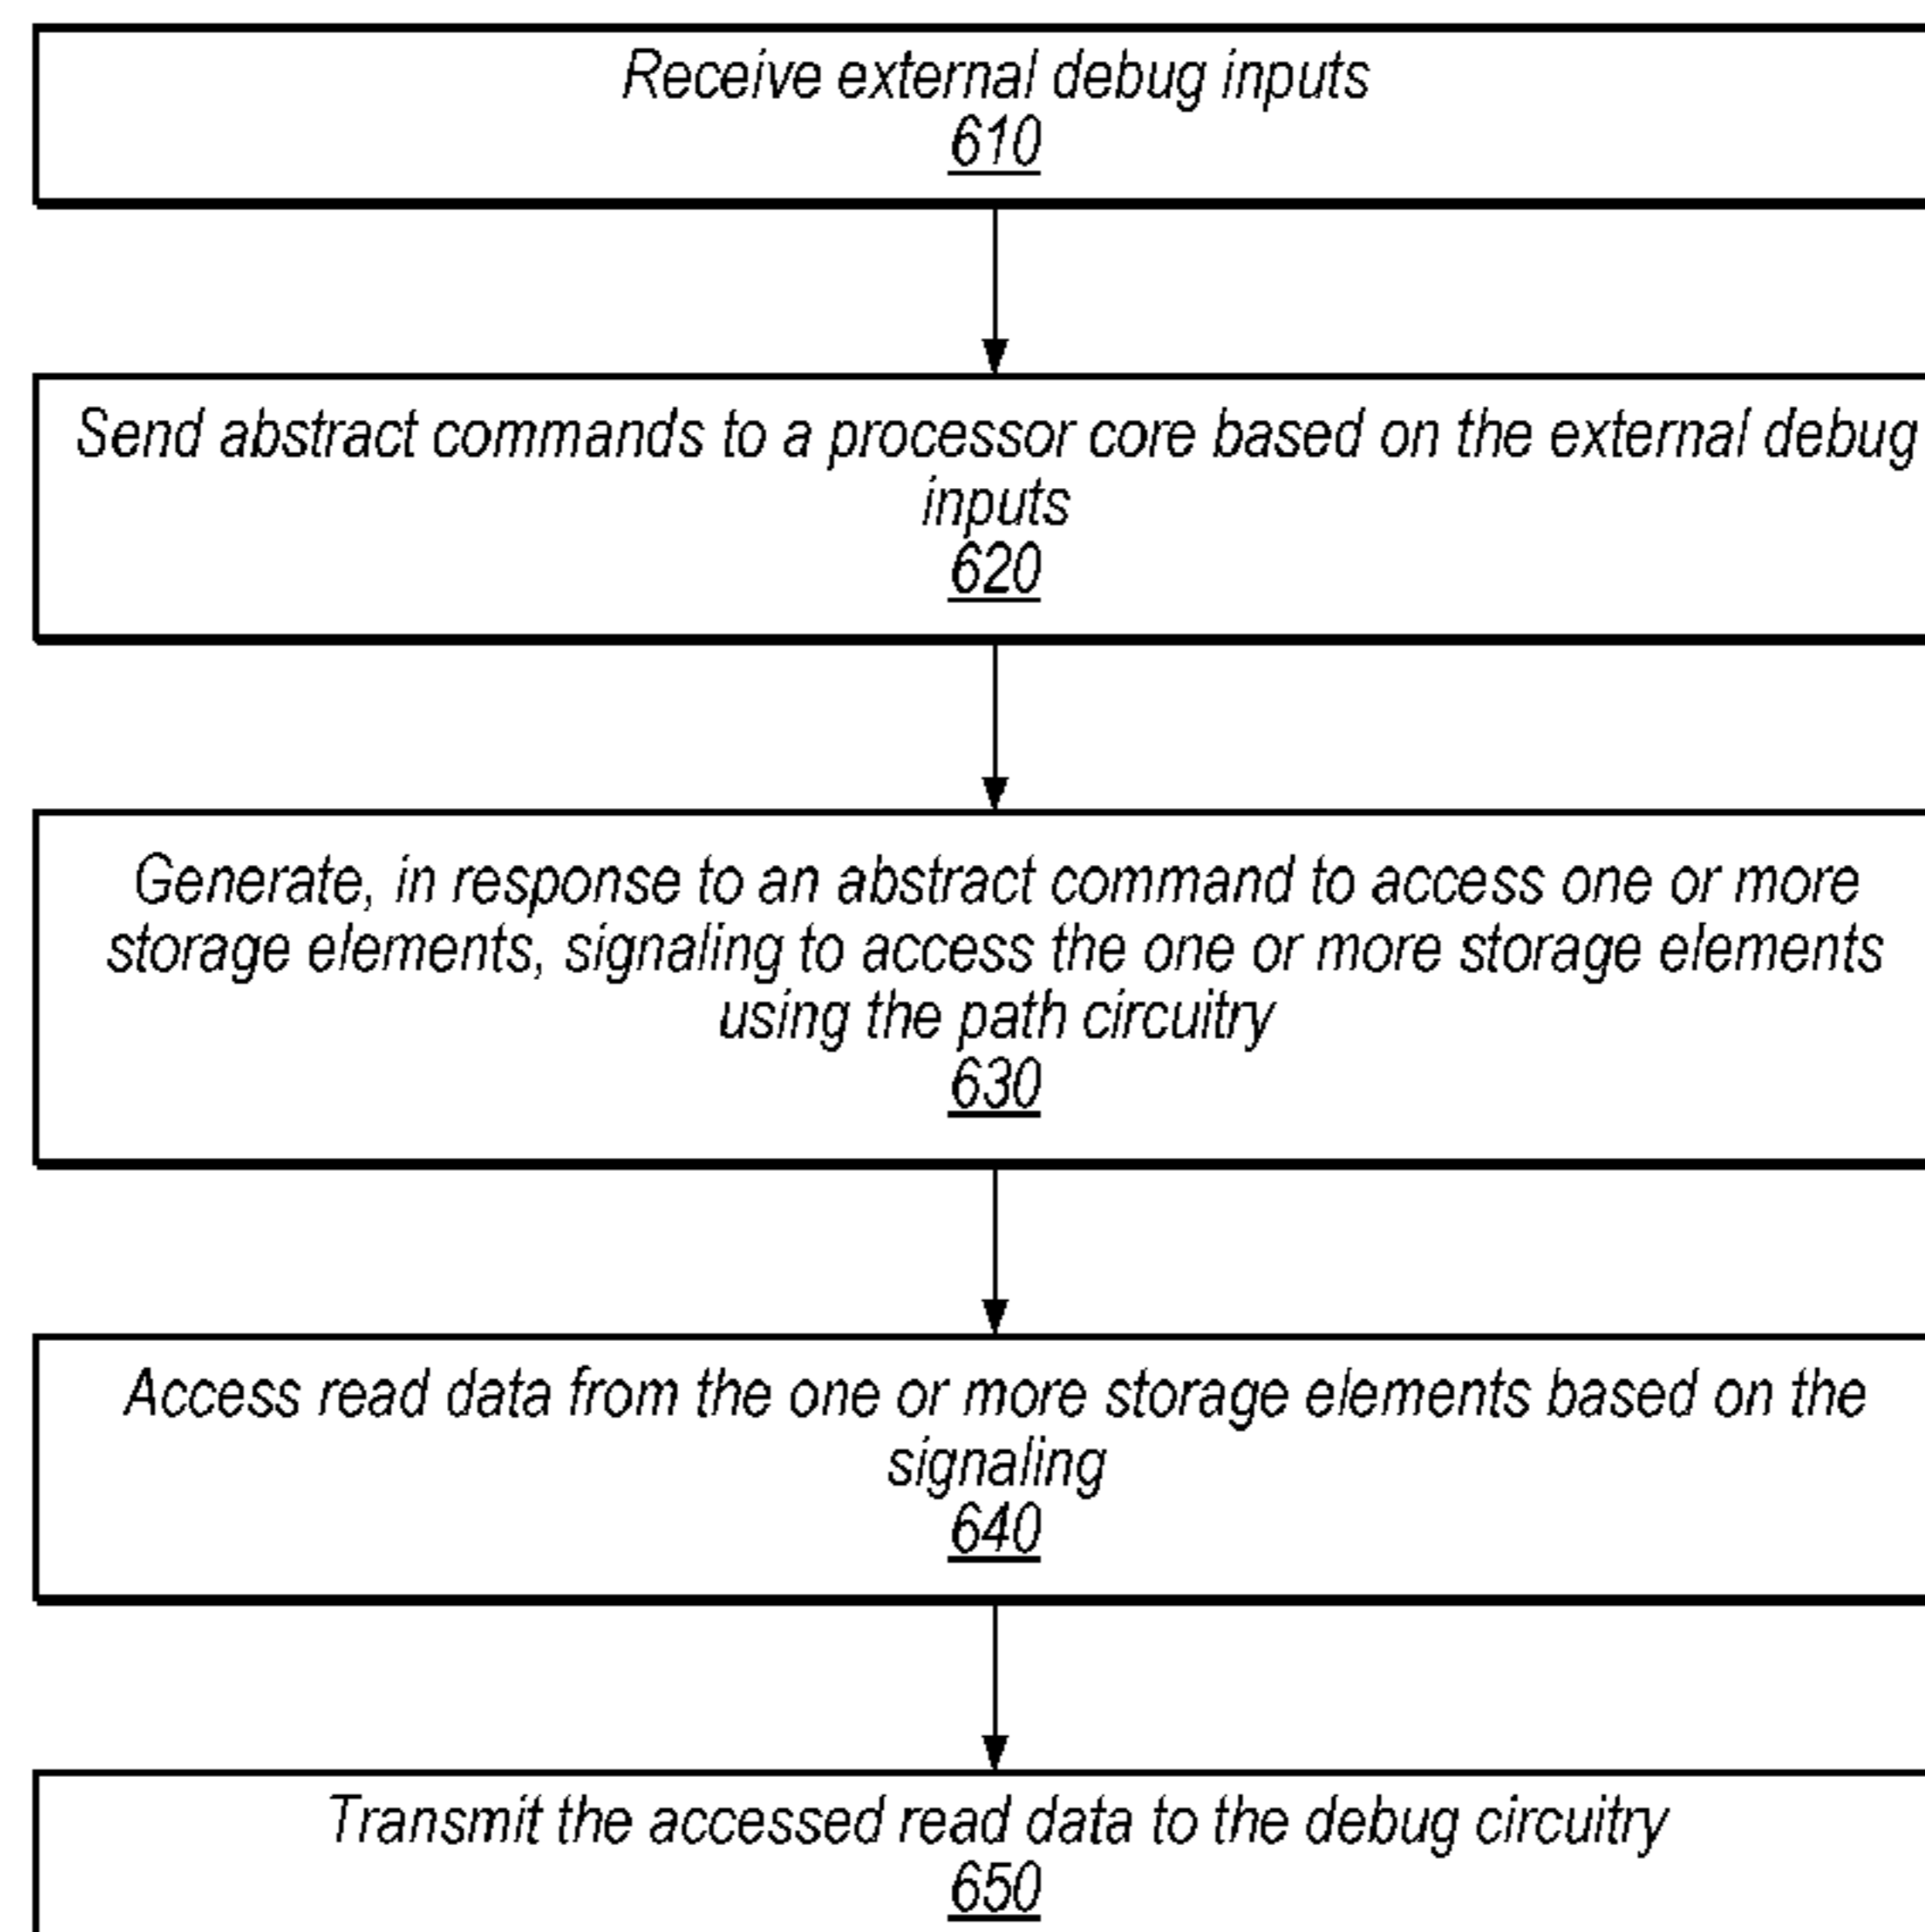 Receive external debug inputs
610
Send abstract commands to a processor core based on the external debug
inputs
620
Generate, in response to an abstract command to access one or more
storage elements, signaling to access the one or more storage elements
using the path circuitry
630
Access read data from the one or more storage elements based on the
signaling
640
Transmit the accessed read data to the debug circuitry
650